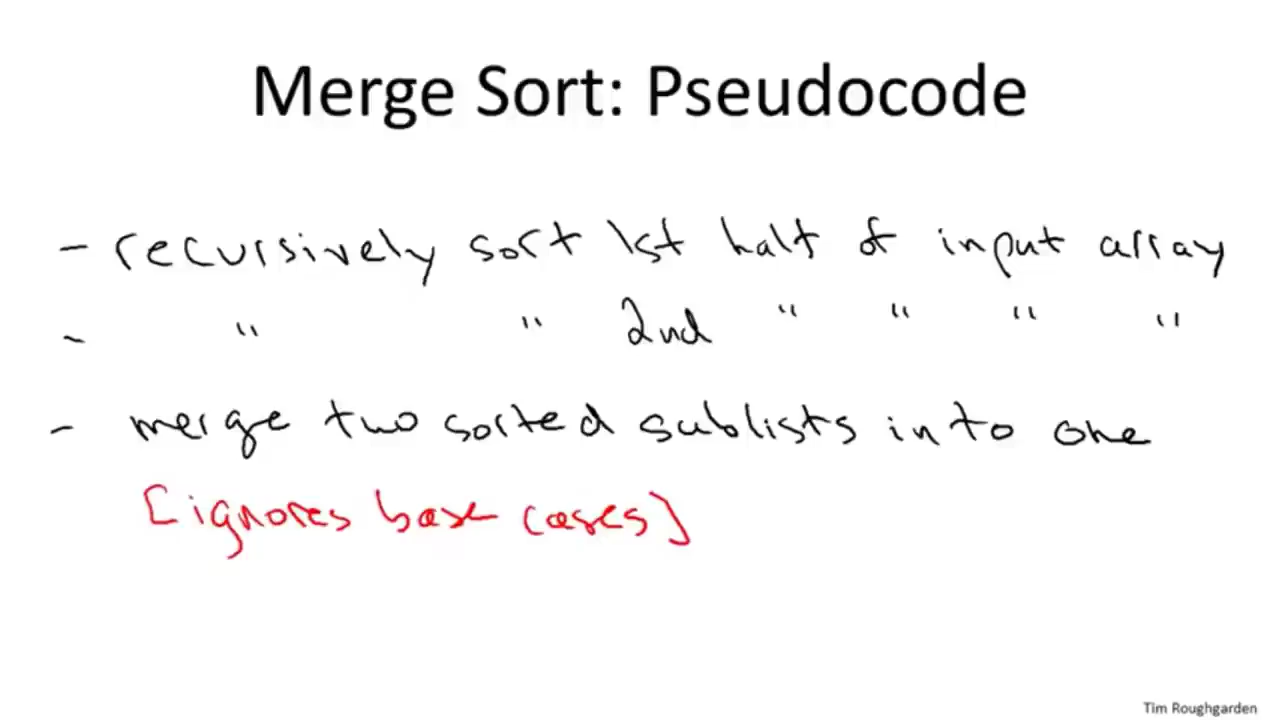 Merge Sort: Pseudocode
- recursively sort 1st half of input array
- " " 2nd " " " "
- merge two sorted sublists into one
[ignores base cases]
Tim Roughgarden